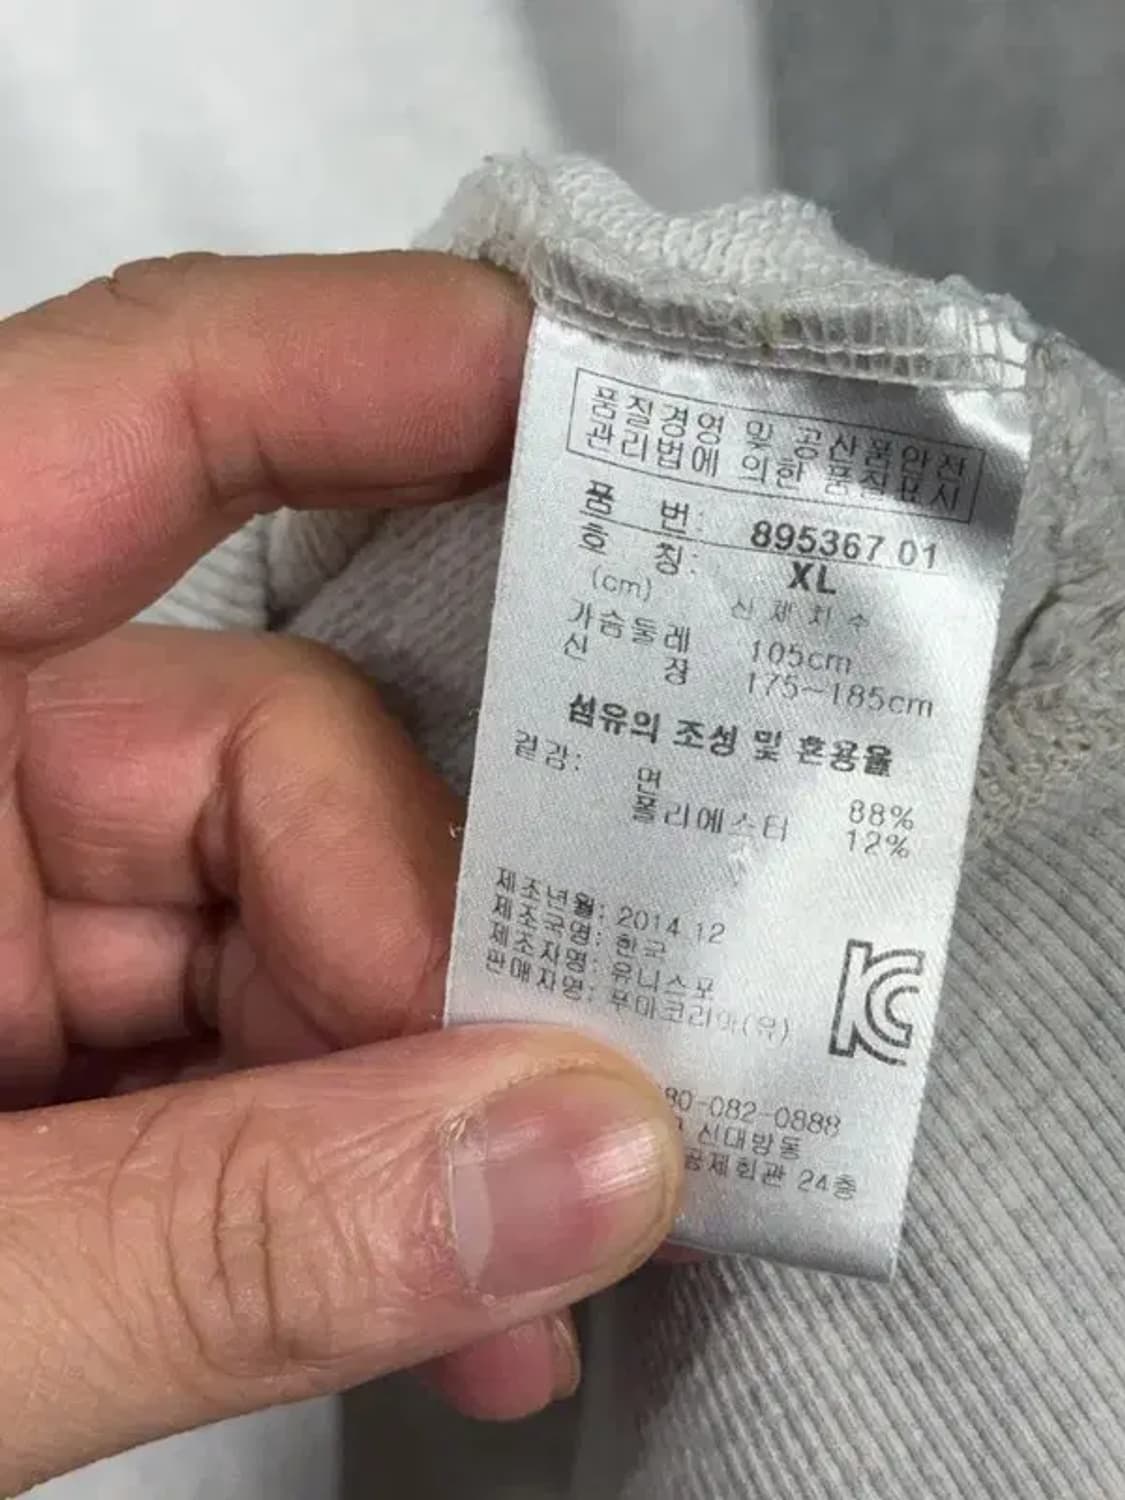 품질경영 및 공산품안전
관리법에 의한 품질표시
품 번: 895367 01
호 칭: XL
(cm) 신체치수
가슴둘레 105cm
신 장 175~185cm
섬유의 조성 및 혼용율
겉감: 면 88%
폴리에스터 12%
제조년월: 2014.12
제조국명: 한국
제조자명: 유니스포
판매자명: 푸마코리아(유)
KC
80-082-0888
신대방동
공제회관 24층